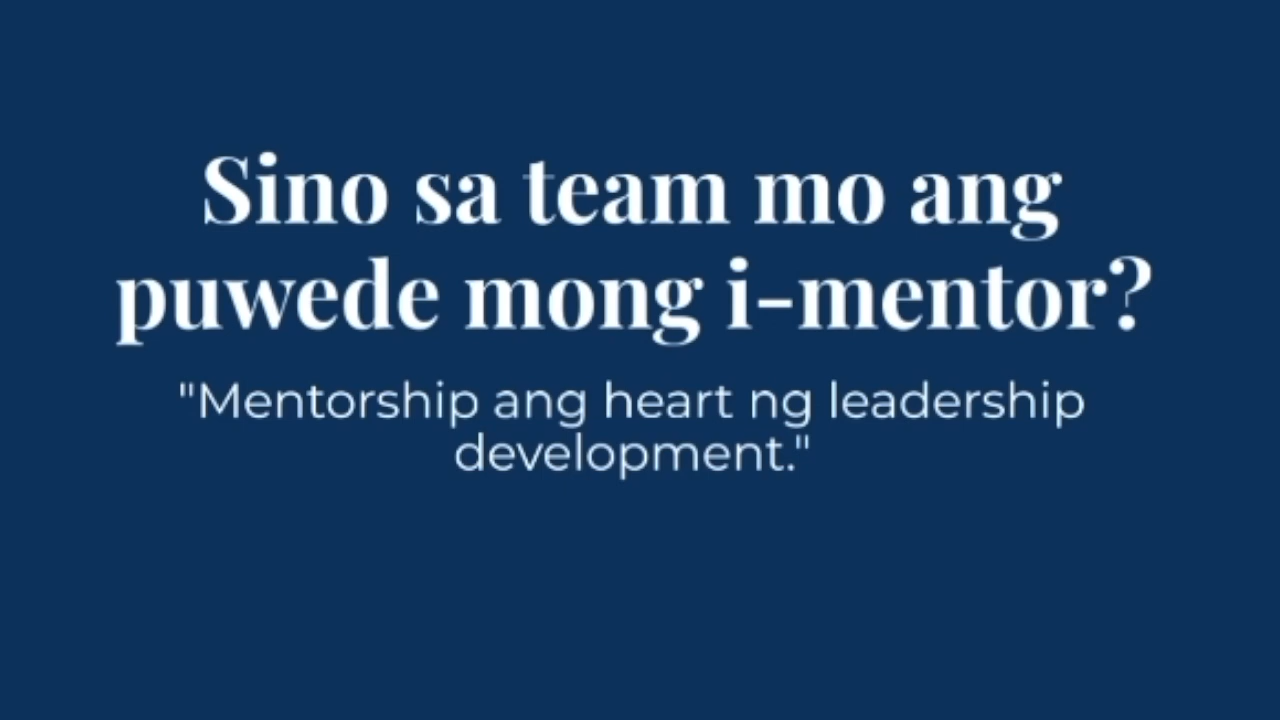 Sino sa team mo ang
puwede mong i-mentor?
"Mentorship ang heart ng leadership
development."